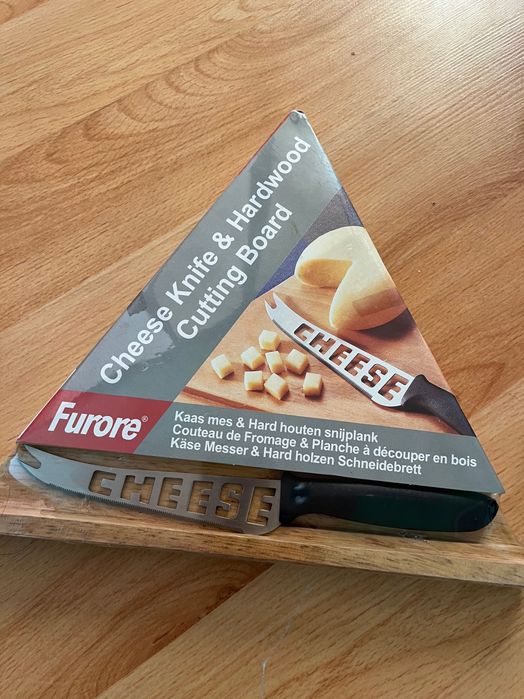 Cheese Knife & Hardwood
Cutting Board
CHEESE
Furore®
Kaas mes & Hard houten snijplank
Couteau de Fromage & Planche à découper en bois
Käse Messer & Hard holzen Schneidebrett
CHEESE